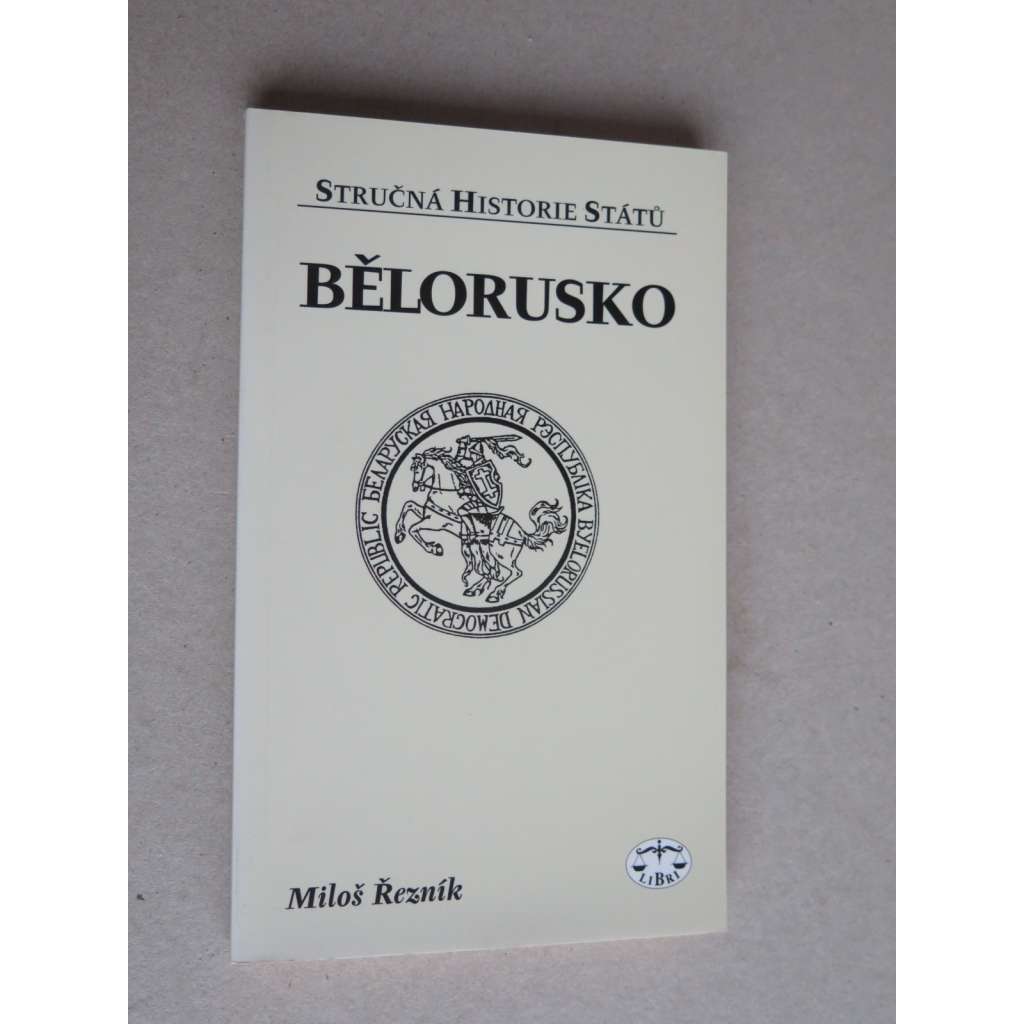 STRUČNÁ HISTORIE STÁTŮ
BĚLORUSKO
БЕЛАРУСКАЯ НАРОДНАЯ РЭСПУБЛІКА BYELORUSSIAN DEMOCRATIC REPUBLIC
LIBRI
Miloš Řezník